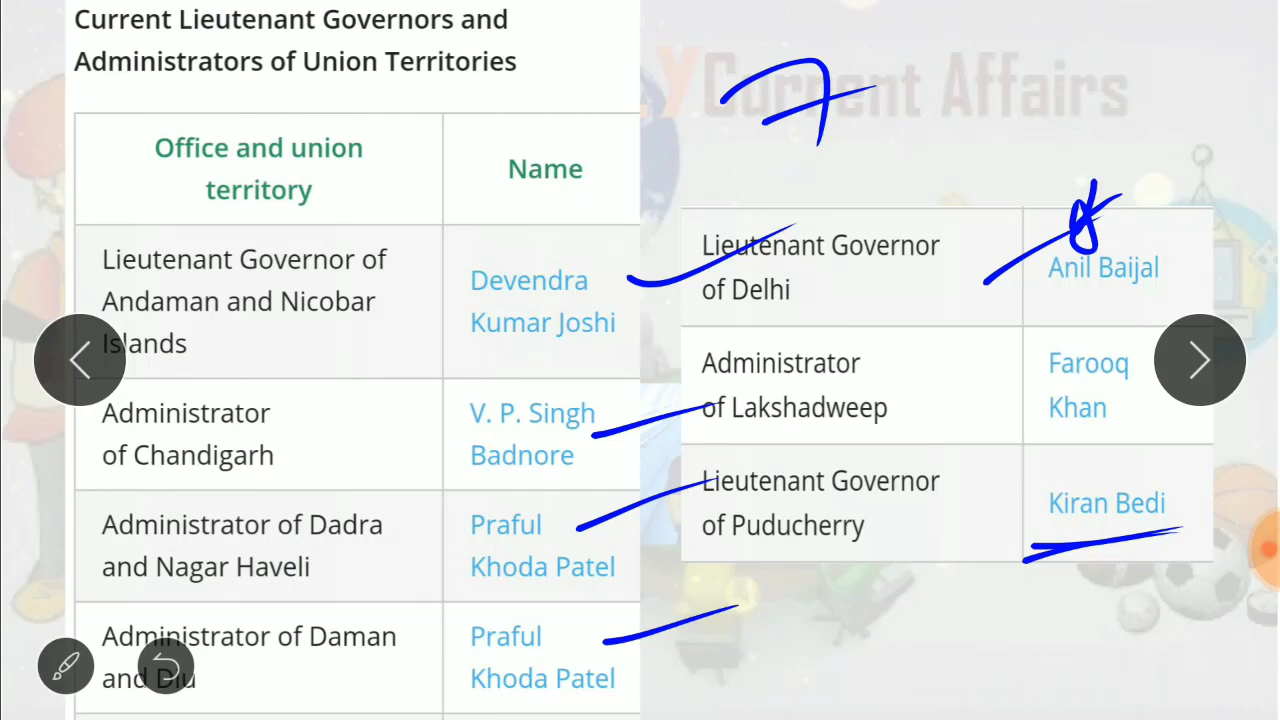 Current Lieutenant Governors and
Administrators of Union Territories
Y Current Affairs
Office and union
territory
Name
Lieutenant Governor of
Andaman and Nicobar
Islands
Devendra
Kumar Joshi
Administrator
of Chandigarh
V. P. Singh
Badnore
Administrator of Dadra
and Nagar Haveli
Praful
Khoda Patel
Administrator of Daman
and Diu
Praful
Khoda Patel
7
Lieutenant Governor
of Delhi
Anil Baijal
Administrator
of Lakshadweep
Farooq
Khan
Lieutenant Governor
of Puducherry
Kiran Bedi